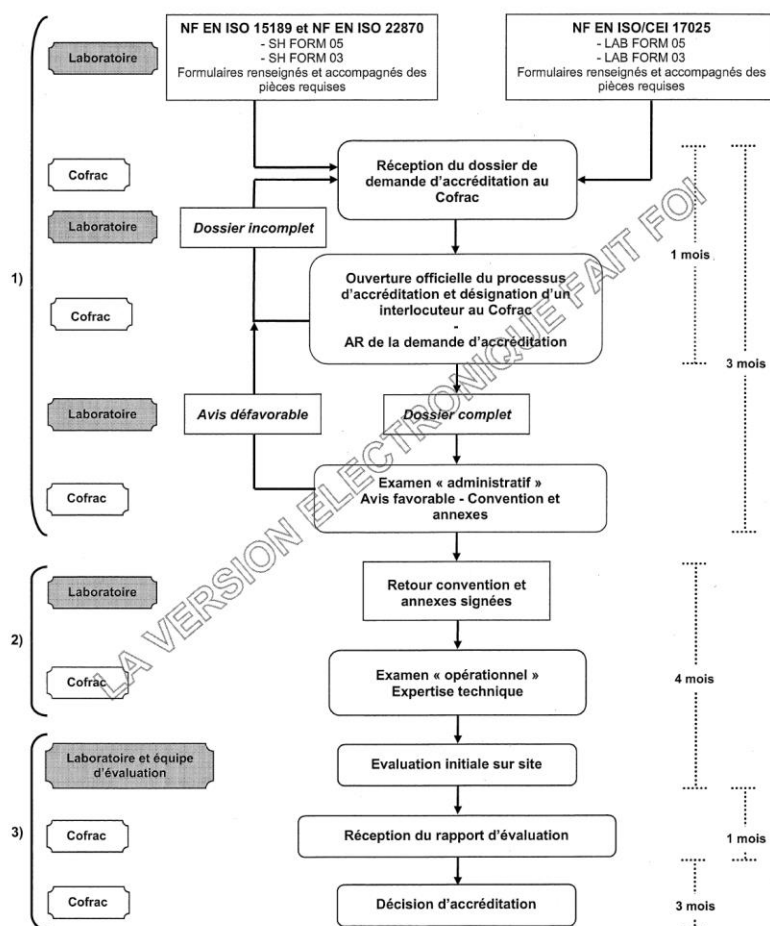 NF EN ISO 15189 et NF EN ISO 22870
- SH FORM 05
- SH FORM 03
Formulaires renseignés et accompagnés des
pièces requises
NF EN ISO/CEI 17025
- LAB FORM 05
- LAB FORM 03
Formulaires renseignés et accompagnés des
pièces requises
Laboratoire
Cofrac
Réception du dossier de
demande d'accréditation au
Cofrac
Laboratoire
Dossier incomplet
1)
1 mois
Cofrac
Ouverture officielle du processus
d'accréditation et désignation d'un
interlocuteur au Cofrac
-
AR de la demande d'accréditation
3 mois
Laboratoire
Avis défavorable
Dossier complet
Cofrac
Examen « administratif »
Avis favorable - Convention et
annexes
Laboratoire
Retour convention et
annexes signées
2)
Cofrac
Examen « opérationnel »
Expertise technique
4 mois
Laboratoire et équipe
d'évaluation
Evaluation initiale sur site
3)
Cofrac
Réception du rapport d'évaluation
1 mois
Cofrac
Décision d'accréditation
3 mois
LA VERSION ELECTRONIQUE FAIT FOI